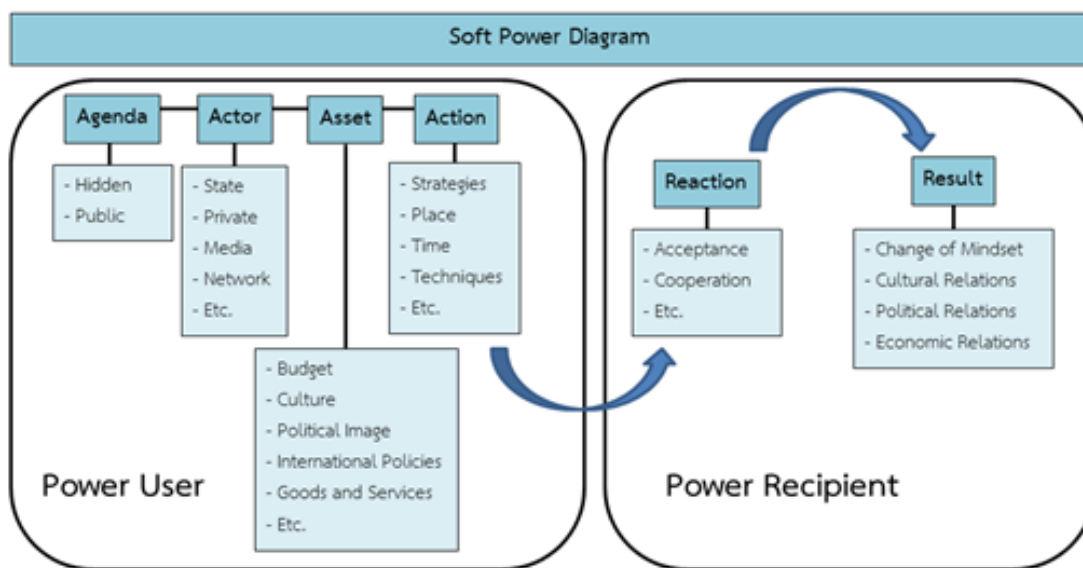 Soft Power Diagram
Agenda
- Hidden
- Public
Actor
- State
- Private
- Media
- Network
- Etc.
Asset
- Budget
- Culture
- Political Image
- International Policies
- Goods and Services
- Etc.
Action
- Strategies
- Place
- Time
- Techniques
- Etc.
Power User
Reaction
- Acceptance
- Cooperation
- Etc.
Result
- Change of Mindset
- Cultural Relations
- Political Relations
- Economic Relations
Power Recipient